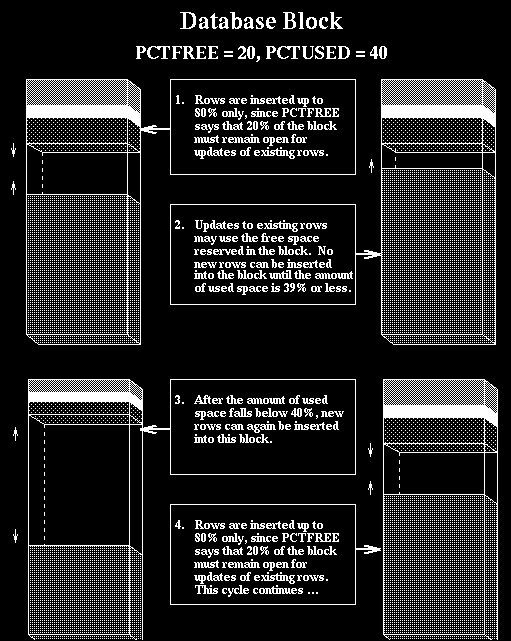 Database Block
PCTFREE = 20, PCTUSED = 40
1. Rows are inserted up to
80% only, since PCTFREE
says that 20% of the block
must remain open for
updates of existing rows.
2. Updates to existing rows
may use the free space
reserved in the block. No
new rows can be inserted
into the block until the amount
of used space is 39% or less.
3. After the amount of used
space falls below 40%, new
rows can again be inserted
into this block.
4. Rows are inserted up to
80% only, since PCTFREE
says that 20% of the block
must remain open for
updates of existing rows.
This cycle continues ...